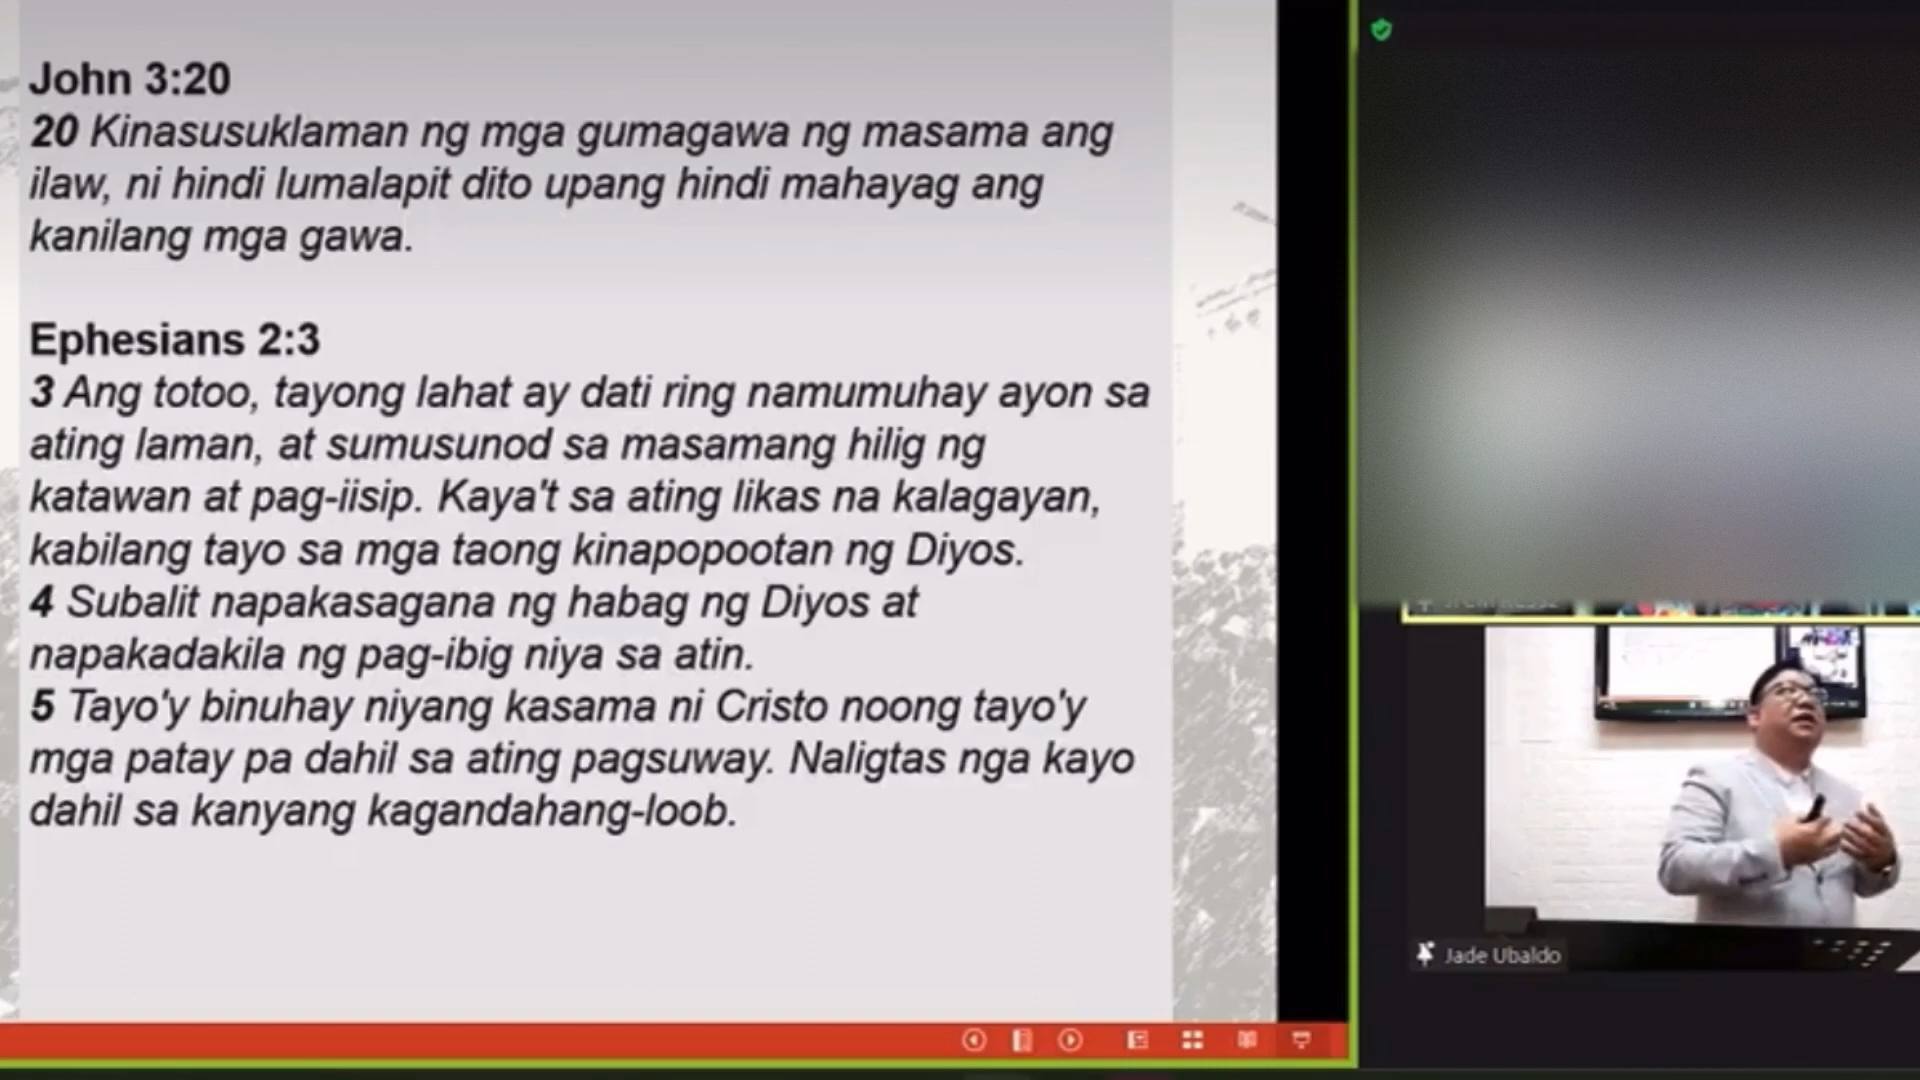 John 3:20
20 Kinasusuklaman ng mga gumagawa ng masama ang
ilaw, ni hindi lumalapit dito upang hindi mahayag ang
kanilang mga gawa.
Ephesians 2:3
3 Ang totoo, tayong lahat ay dati ring namumuhay ayon sa
ating laman, at sumusunod sa masamang hilig ng
katawan at pag-iisip. Kaya't sa ating likas na kalagayan,
kabilang tayo sa mga taong kinapopootan ng Diyos.
4 Subalit napakasagana ng habag ng Diyos at
napakadakila ng pag-ibig niya sa atin.
5 Tayo'y binuhay niyang kasama ni Cristo noong tayo'y
mga patay pa dahil sa ating pagsuway. Naligtas nga kayo
dahil sa kanyang kagandahang-loob.
Jade Ubaldo